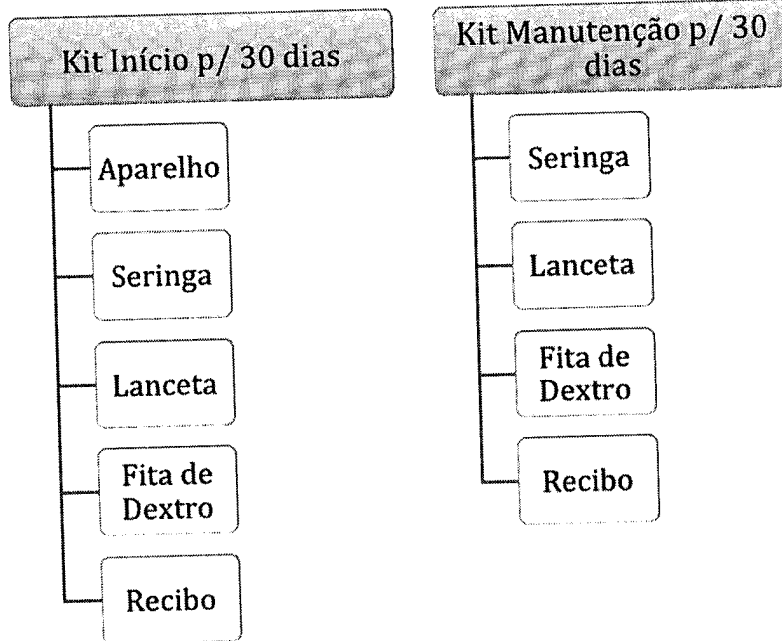 Kit Início p/ 30 dias
Aparelho
Seringa
Lanceta
Fita de
Dextro
Recibo
Kit Manutenção p/ 30
dias
Seringa
Lanceta
Fita de
Dextro
Recibo